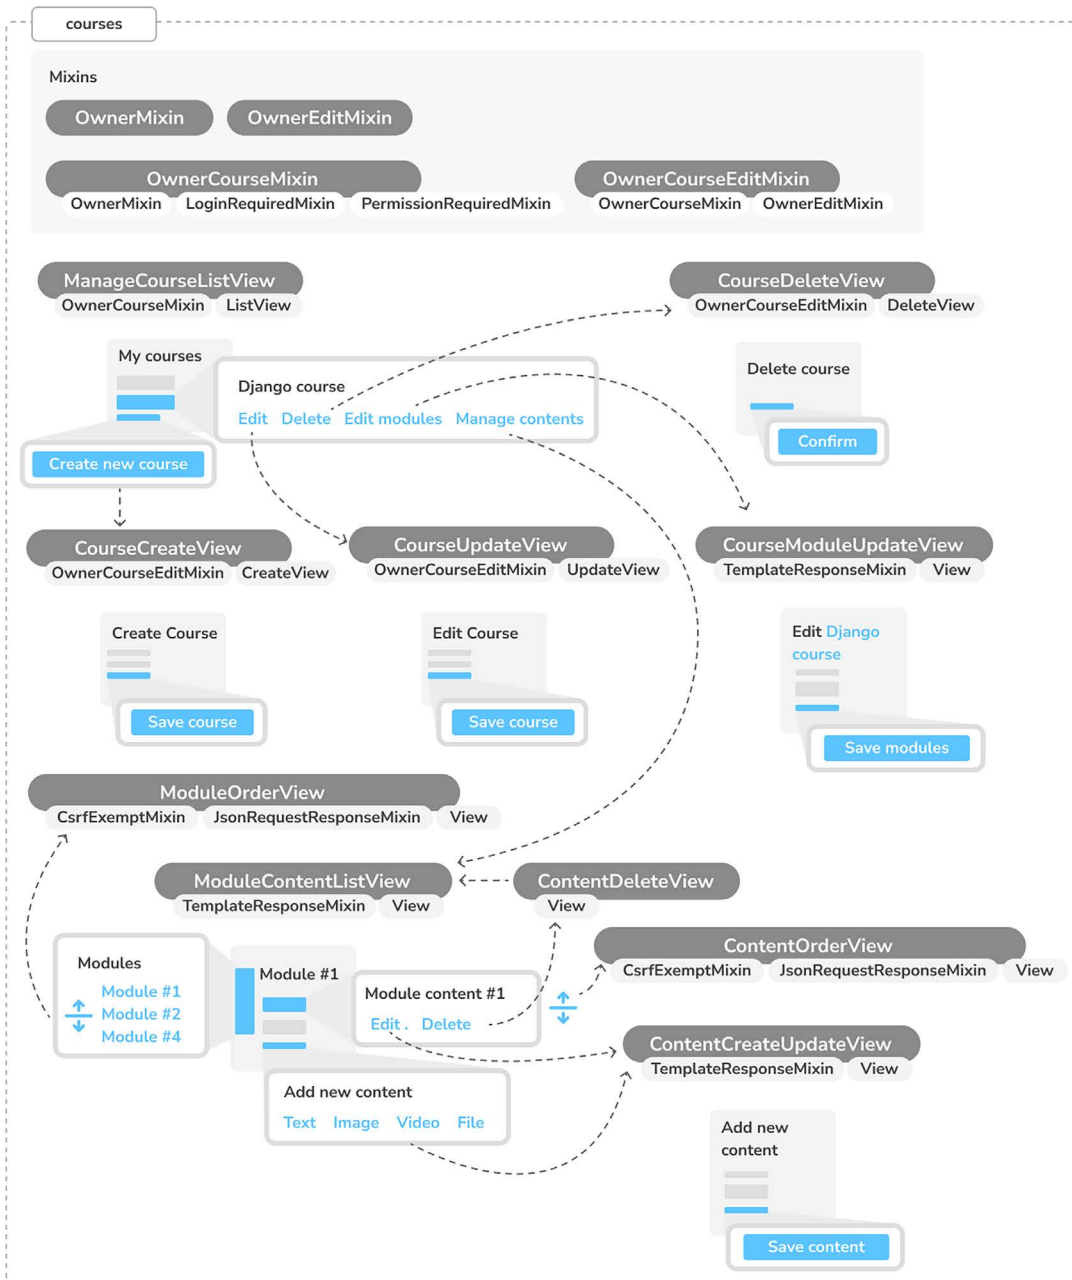 courses
Mixins
OwnerMixin
OwnerEditMixin
OwnerCourseMixin
OwnerMixin
LoginRequiredMixin
PermissionRequiredMixin
OwnerCourseEditMixin
OwnerCourseMixin
OwnerEditMixin
ManageCourseListView
OwnerCourseMixin
ListView
CourseDeleteView
OwnerCourseEditMixin
DeleteView
My courses
Django course
Edit Delete Edit modules Manage contents
Create new course
Delete course
Confirm
CourseCreateView
OwnerCourseEditMixin
CreateView
CourseUpdateView
OwnerCourseEditMixin
UpdateView
CourseModuleUpdateView
TemplateResponseMixin
View
Create Course
Save course
Edit Course
Save course
Edit Django
course
Save modules
ModuleOrderView
CsrfExemptMixin
JsonRequestResponseMixin
View
ModuleContentListView
TemplateResponseMixin
View
ContentDeleteView
View
ContentOrderView
CsrfExemptMixin
JsonRequestResponseMixin
View
Modules
Module #1
Module #2
Module #4
Module #1
Module content #1
Edit . Delete
Add new content
Text Image Video File
ContentCreateUpdateView
TemplateResponseMixin
View
Add new
content
Save content